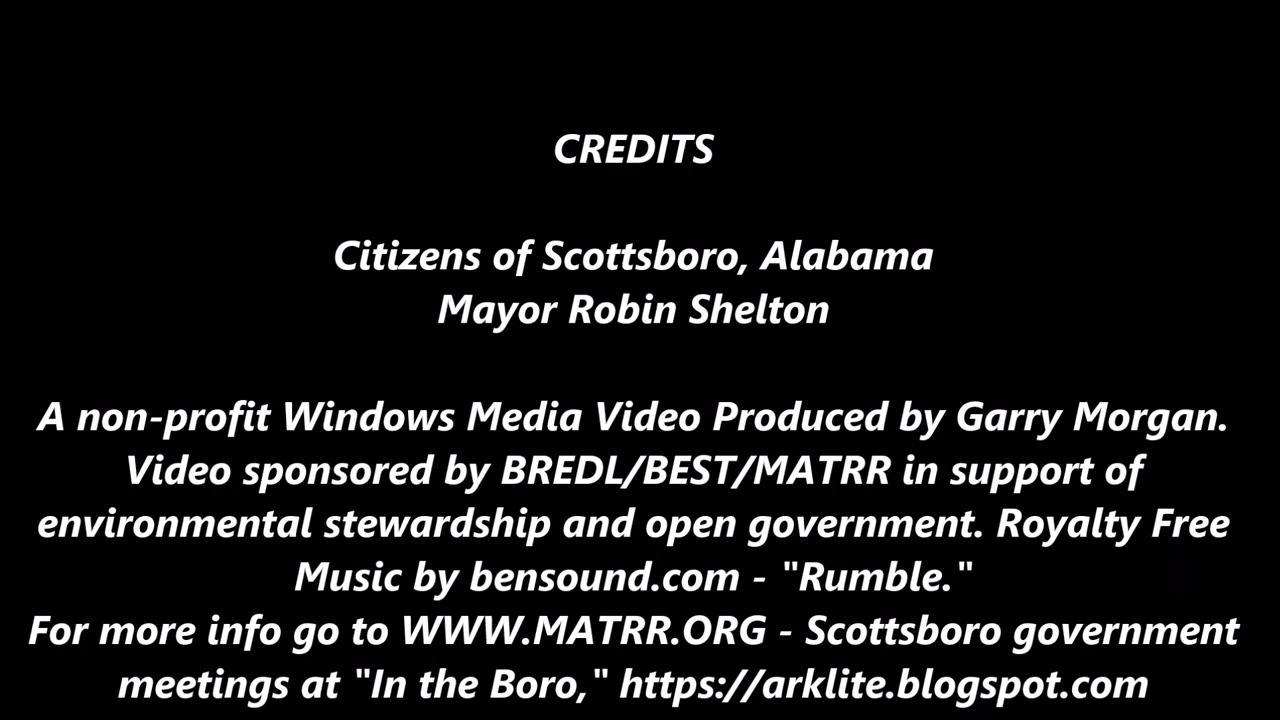 CREDITS
Citizens of Scottsboro, Alabama
Mayor Robin Shelton
A non-profit Windows Media Video Produced by Garry Morgan.
Video sponsored by BREDL/BEST/MATRR in support of
environmental stewardship and open government. Royalty Free
Music by bensound.com - "Rumble."
For more info go to WWW.MATRR.ORG - Scottsboro government
meetings at "In the Boro," https://arklite.blogspot.com